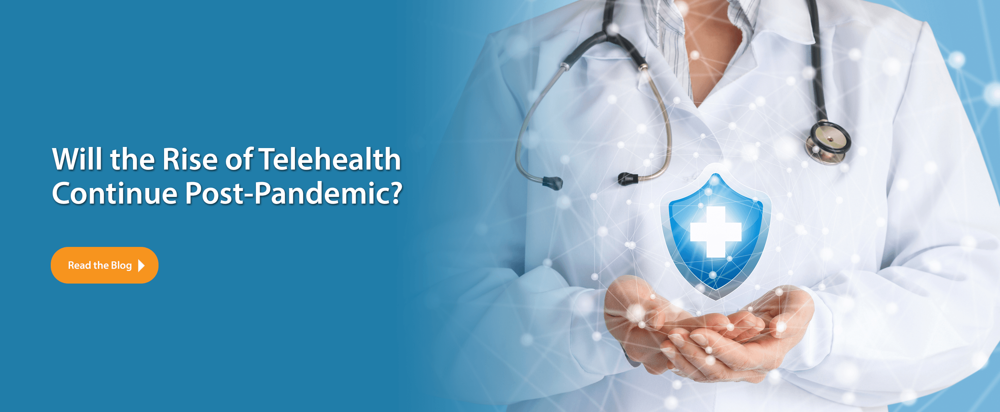 Will the Rise of Telehealth
Continue Post-Pandemic?
Read the Blog